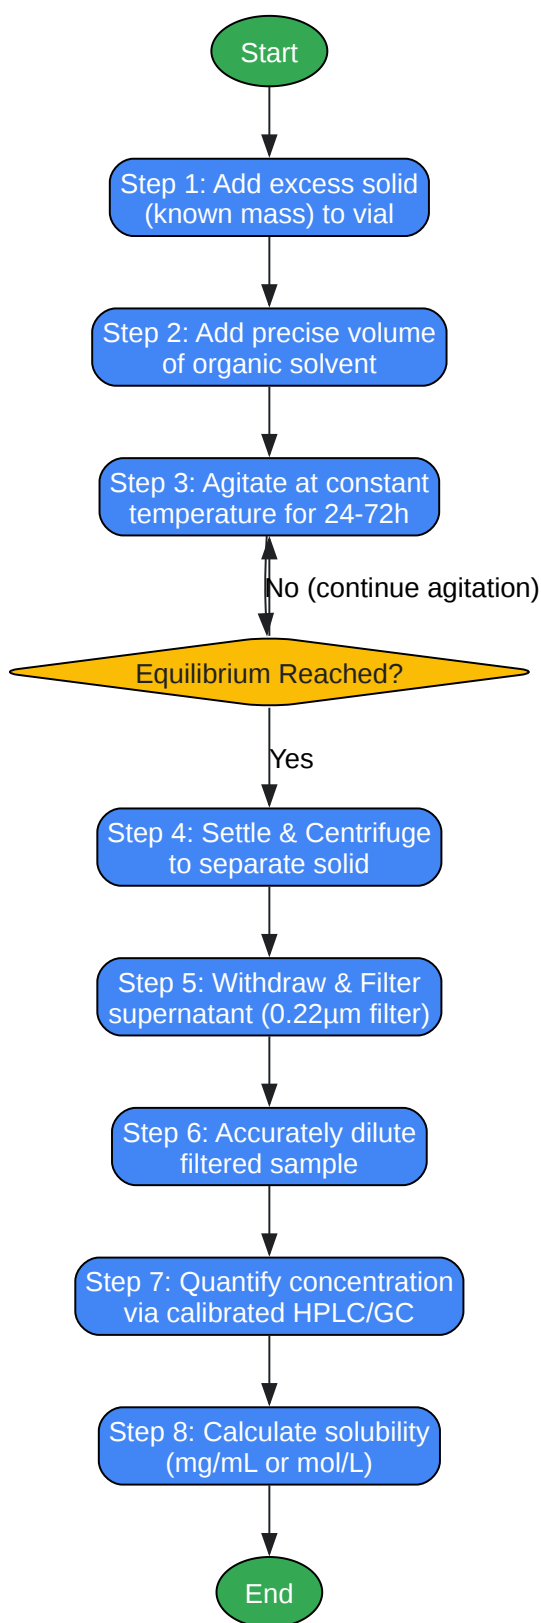 Start
Step 1: Add excess solid
(known mass) to vial
Step 2: Add precise volume
of organic solvent
Step 3: Agitate at constant
temperature for 24-72h
No (continue agitation)
Equilibrium Reached?
Yes
Step 4: Settle & Centrifuge
to separate solid
Step 5: Withdraw & Filter
supernatant (0.22µm filter)
Step 6: Accurately dilute
filtered sample
Step 7: Quantify concentration
via calibrated HPLC/GC
Step 8: Calculate solubility
(mg/mL or mol/L)
End